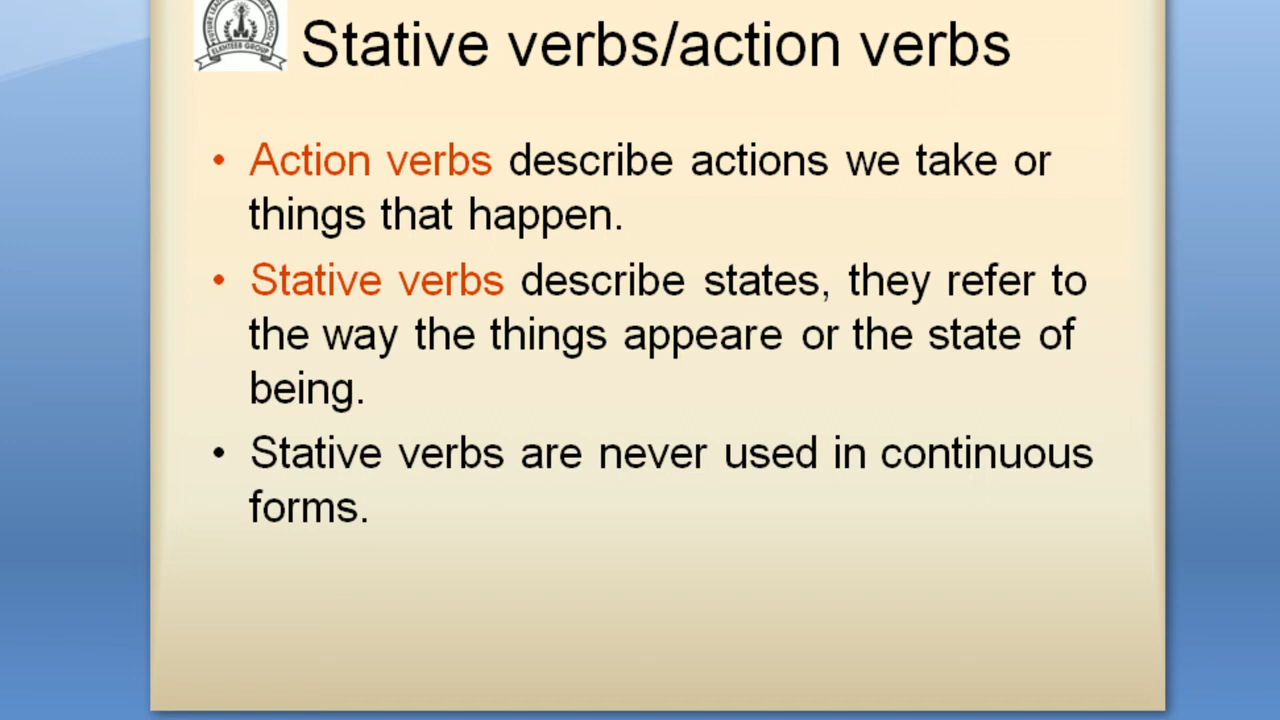 Stative verbs/action verbs
• Action verbs describe actions we take or
things that happen.
• Stative verbs describe states, they refer to
the way the things appeare or the state of
being.
• Stative verbs are never used in continuous
forms.
ELKHTEEB GROUP